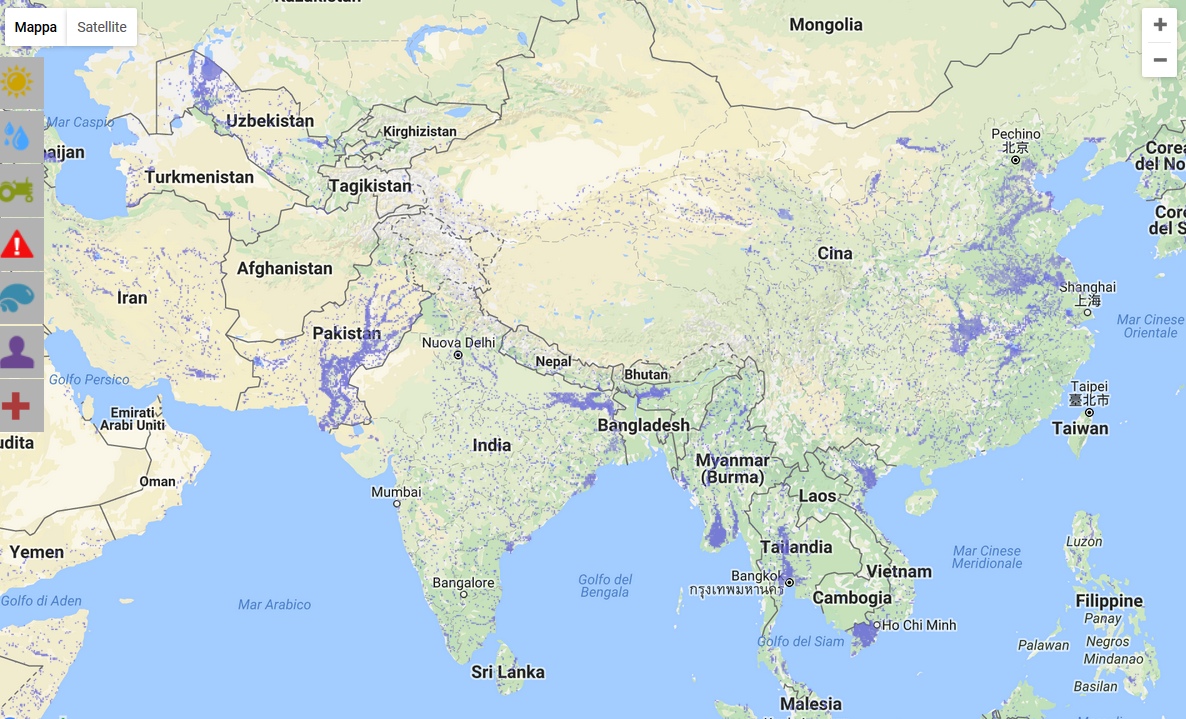 Kazakistan
Mappa
Satellite
Mongolia
Mar Caspio
Uzbekistan
Kirghizistan
Pechino
北京
aijan
Corea
del No
Turkmenistan
Tagikistan
Core
del S
Afghanistan
Cina
Iran
Shanghai
上海
Pakistan
Nuova Delhi
Mar Cinese
Orientale
Nepal
Bhutan
Golfo Persico
Taipei
臺北市
Emirati
Arabi Uniti
Bangladesh
Taiwan
udita
India
Myanmar
(Burma)
Oman
Mumbai
Laos
Yemen
Tailandia
Luzon
Mar Cinese
Meridionale
Vietnam
Bangkok
กรุงเทพมหานคร
Bangalore
Golfo del
Bengala
Cambogia
Golfo di Aden
Mar Arabico
Filippine
Panay
Ho Chi Minh
Golfo del Siam
Palawan
Negros
Mindanao
Sri Lanka
Basilan
Malesia